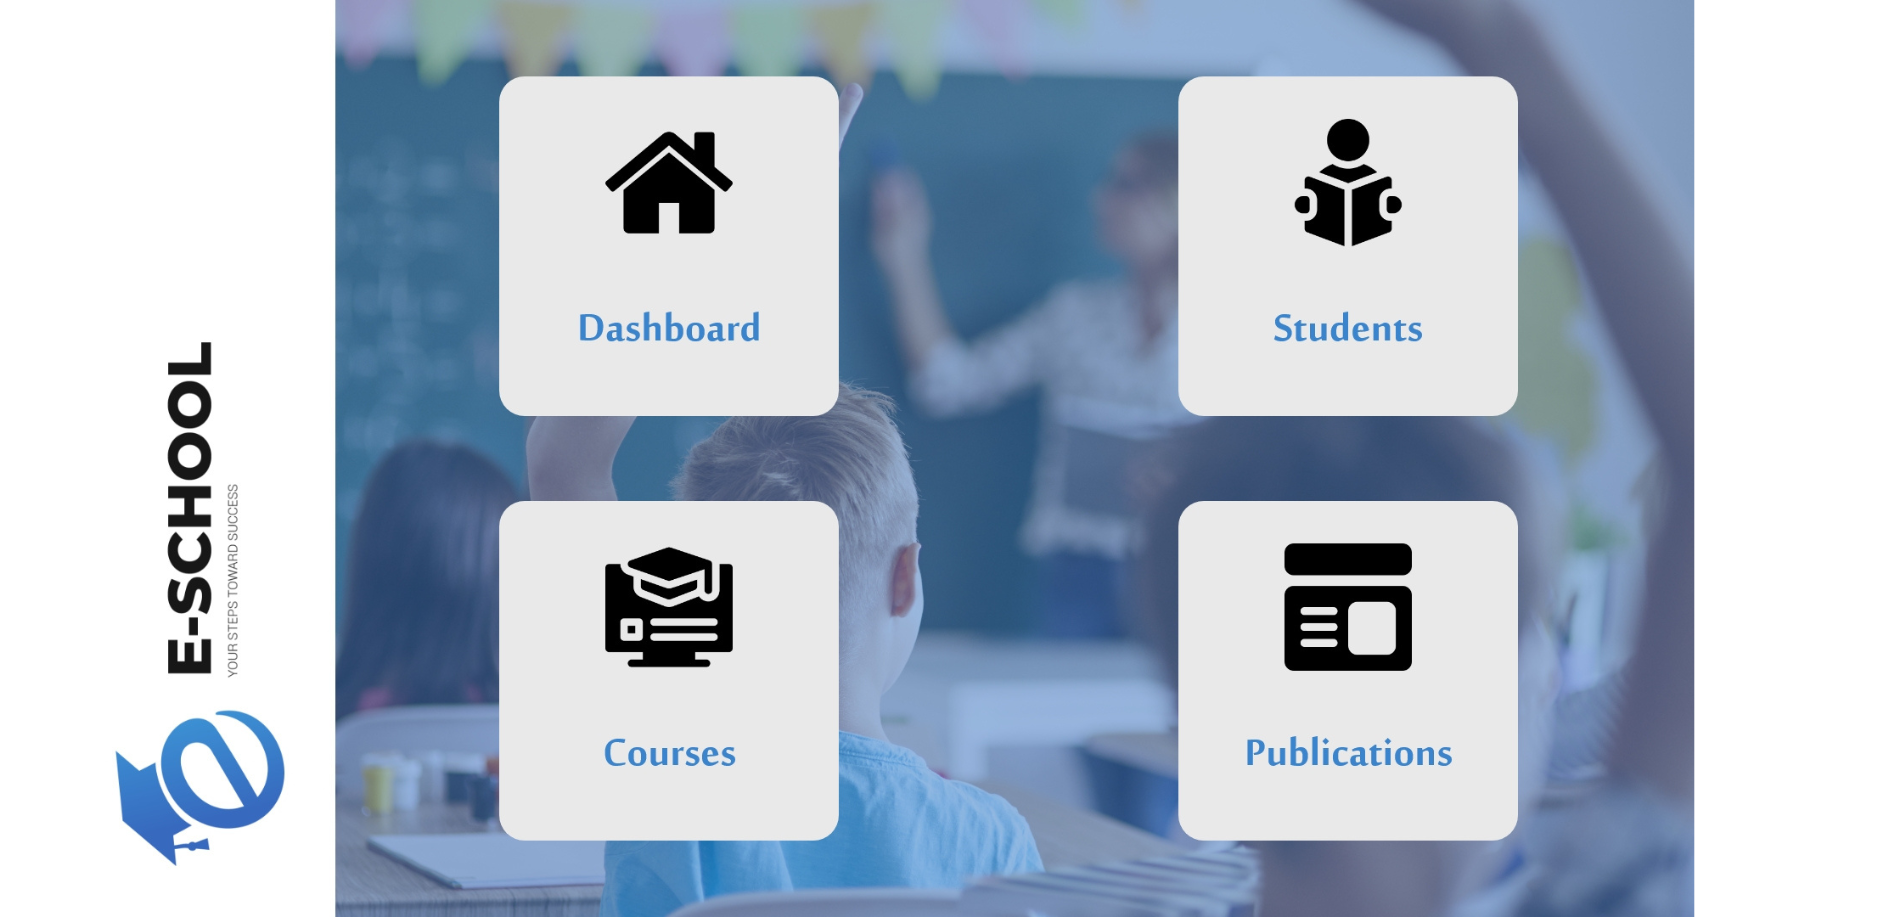 E-SCHOOL
YOUR STEPS TOWARD SUCCESS
Dashboard
Students
Courses
Publications